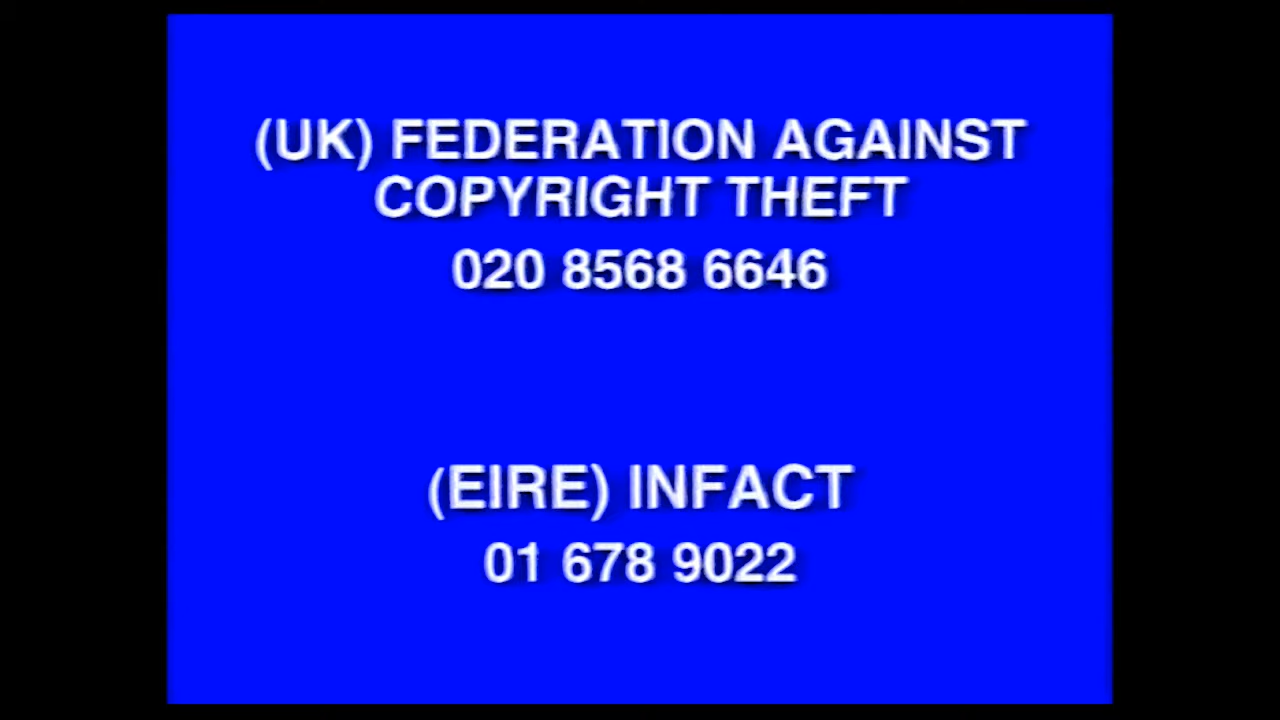 (UK) FEDERATION AGAINST
COPYRIGHT THEFT
020 8568 6646
(EIRE) INFACT
01 678 9022